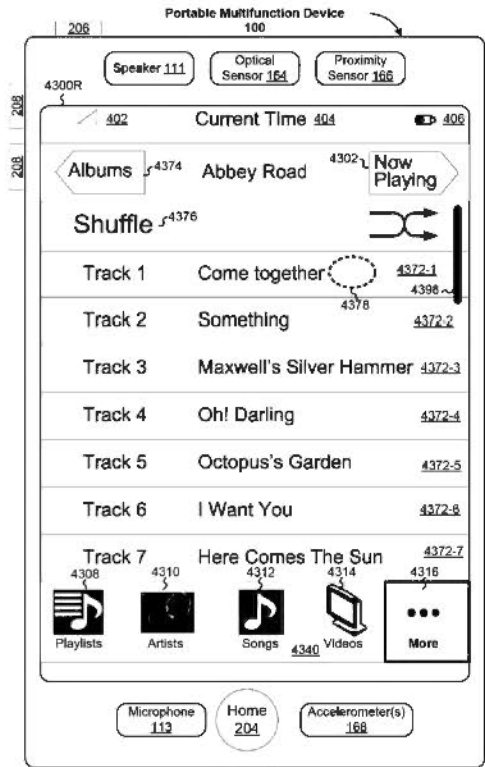 Portable Multifunction Device
100
206
Speaker 111
Optical
Sensor 164
Proximity
Sensor 166
208
4300R
402
Current Time 404
406
208
Albums
4374
Abbey Road
4302
Now
Playing
Shuffle
4376
Track 1 Come together 4372-1
4378
4398
Track 2 Something 4372-2
Track 3 Maxwell's Silver Hammer 4372-3
Track 4 Oh! Darling 4372-4
Track 5 Octopus's Garden 4372-5
Track 6 I Want You 4372-6
Track 7 Here Comes The Sun 4372-7
4308 4310 4312 4314 4316
Playlists Artists Songs 4340 Videos More
Microphone
113
Home
204
Accelerometer(s)
168